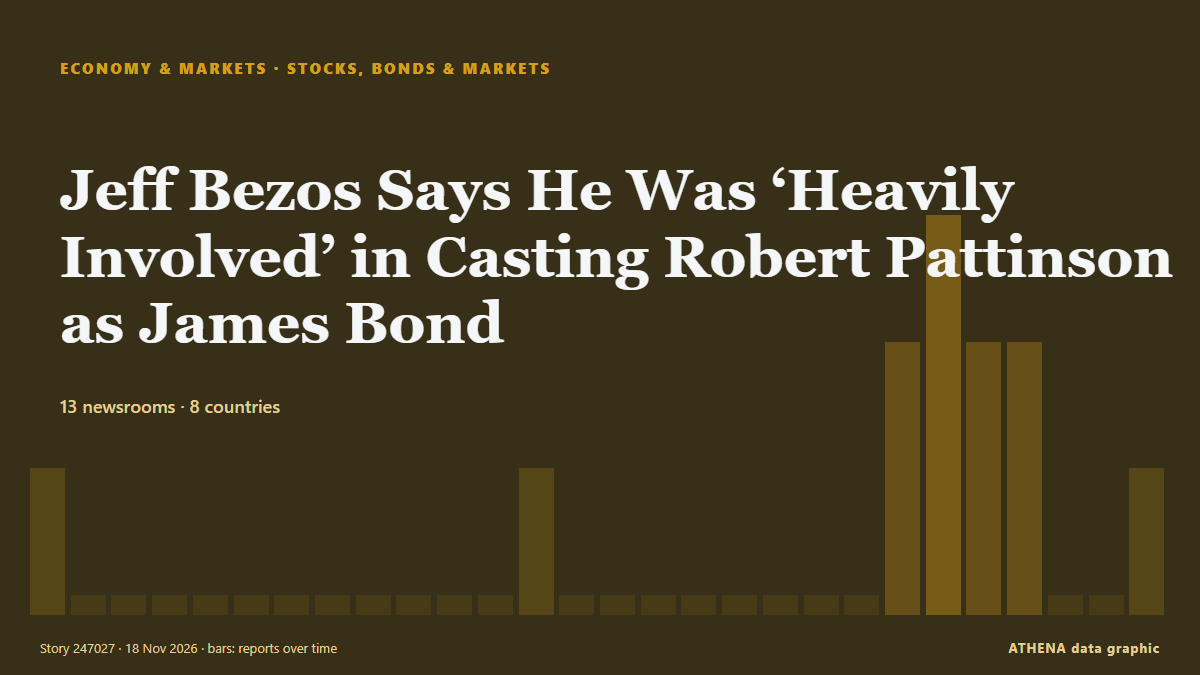 ECONOMY & MARKETS · STOCKS, BONDS & MARKETS
Jeff Bezos Says He Was ‘Heavily
Involved’ in Casting Robert Pattinson
as James Bond
13 newsrooms · 8 countries
Story 247027 · 18 Nov 2026 · bars: reports over time
ATHENA data graphic